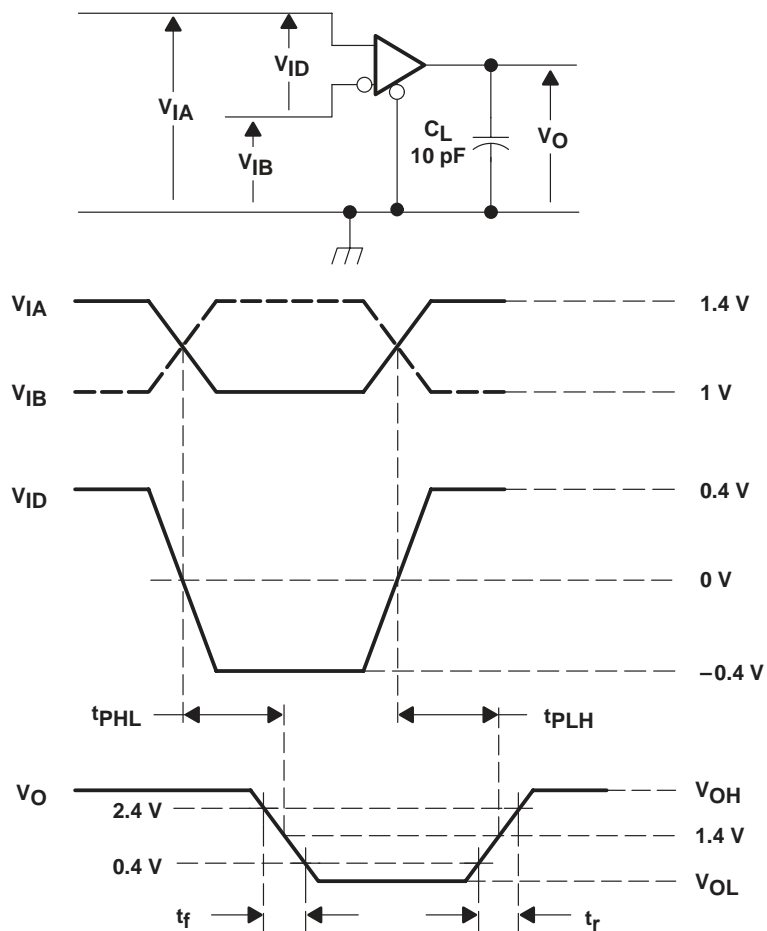 VID
VIA
CL
10 pF
VO
VIB
VIA
1.4 V
VIB
1 V
VID
0.4 V
0 V
–0.4 V
tPHL
tPLH
VO
VOH
2.4 V
1.4 V
0.4 V
VOL
tf
tr